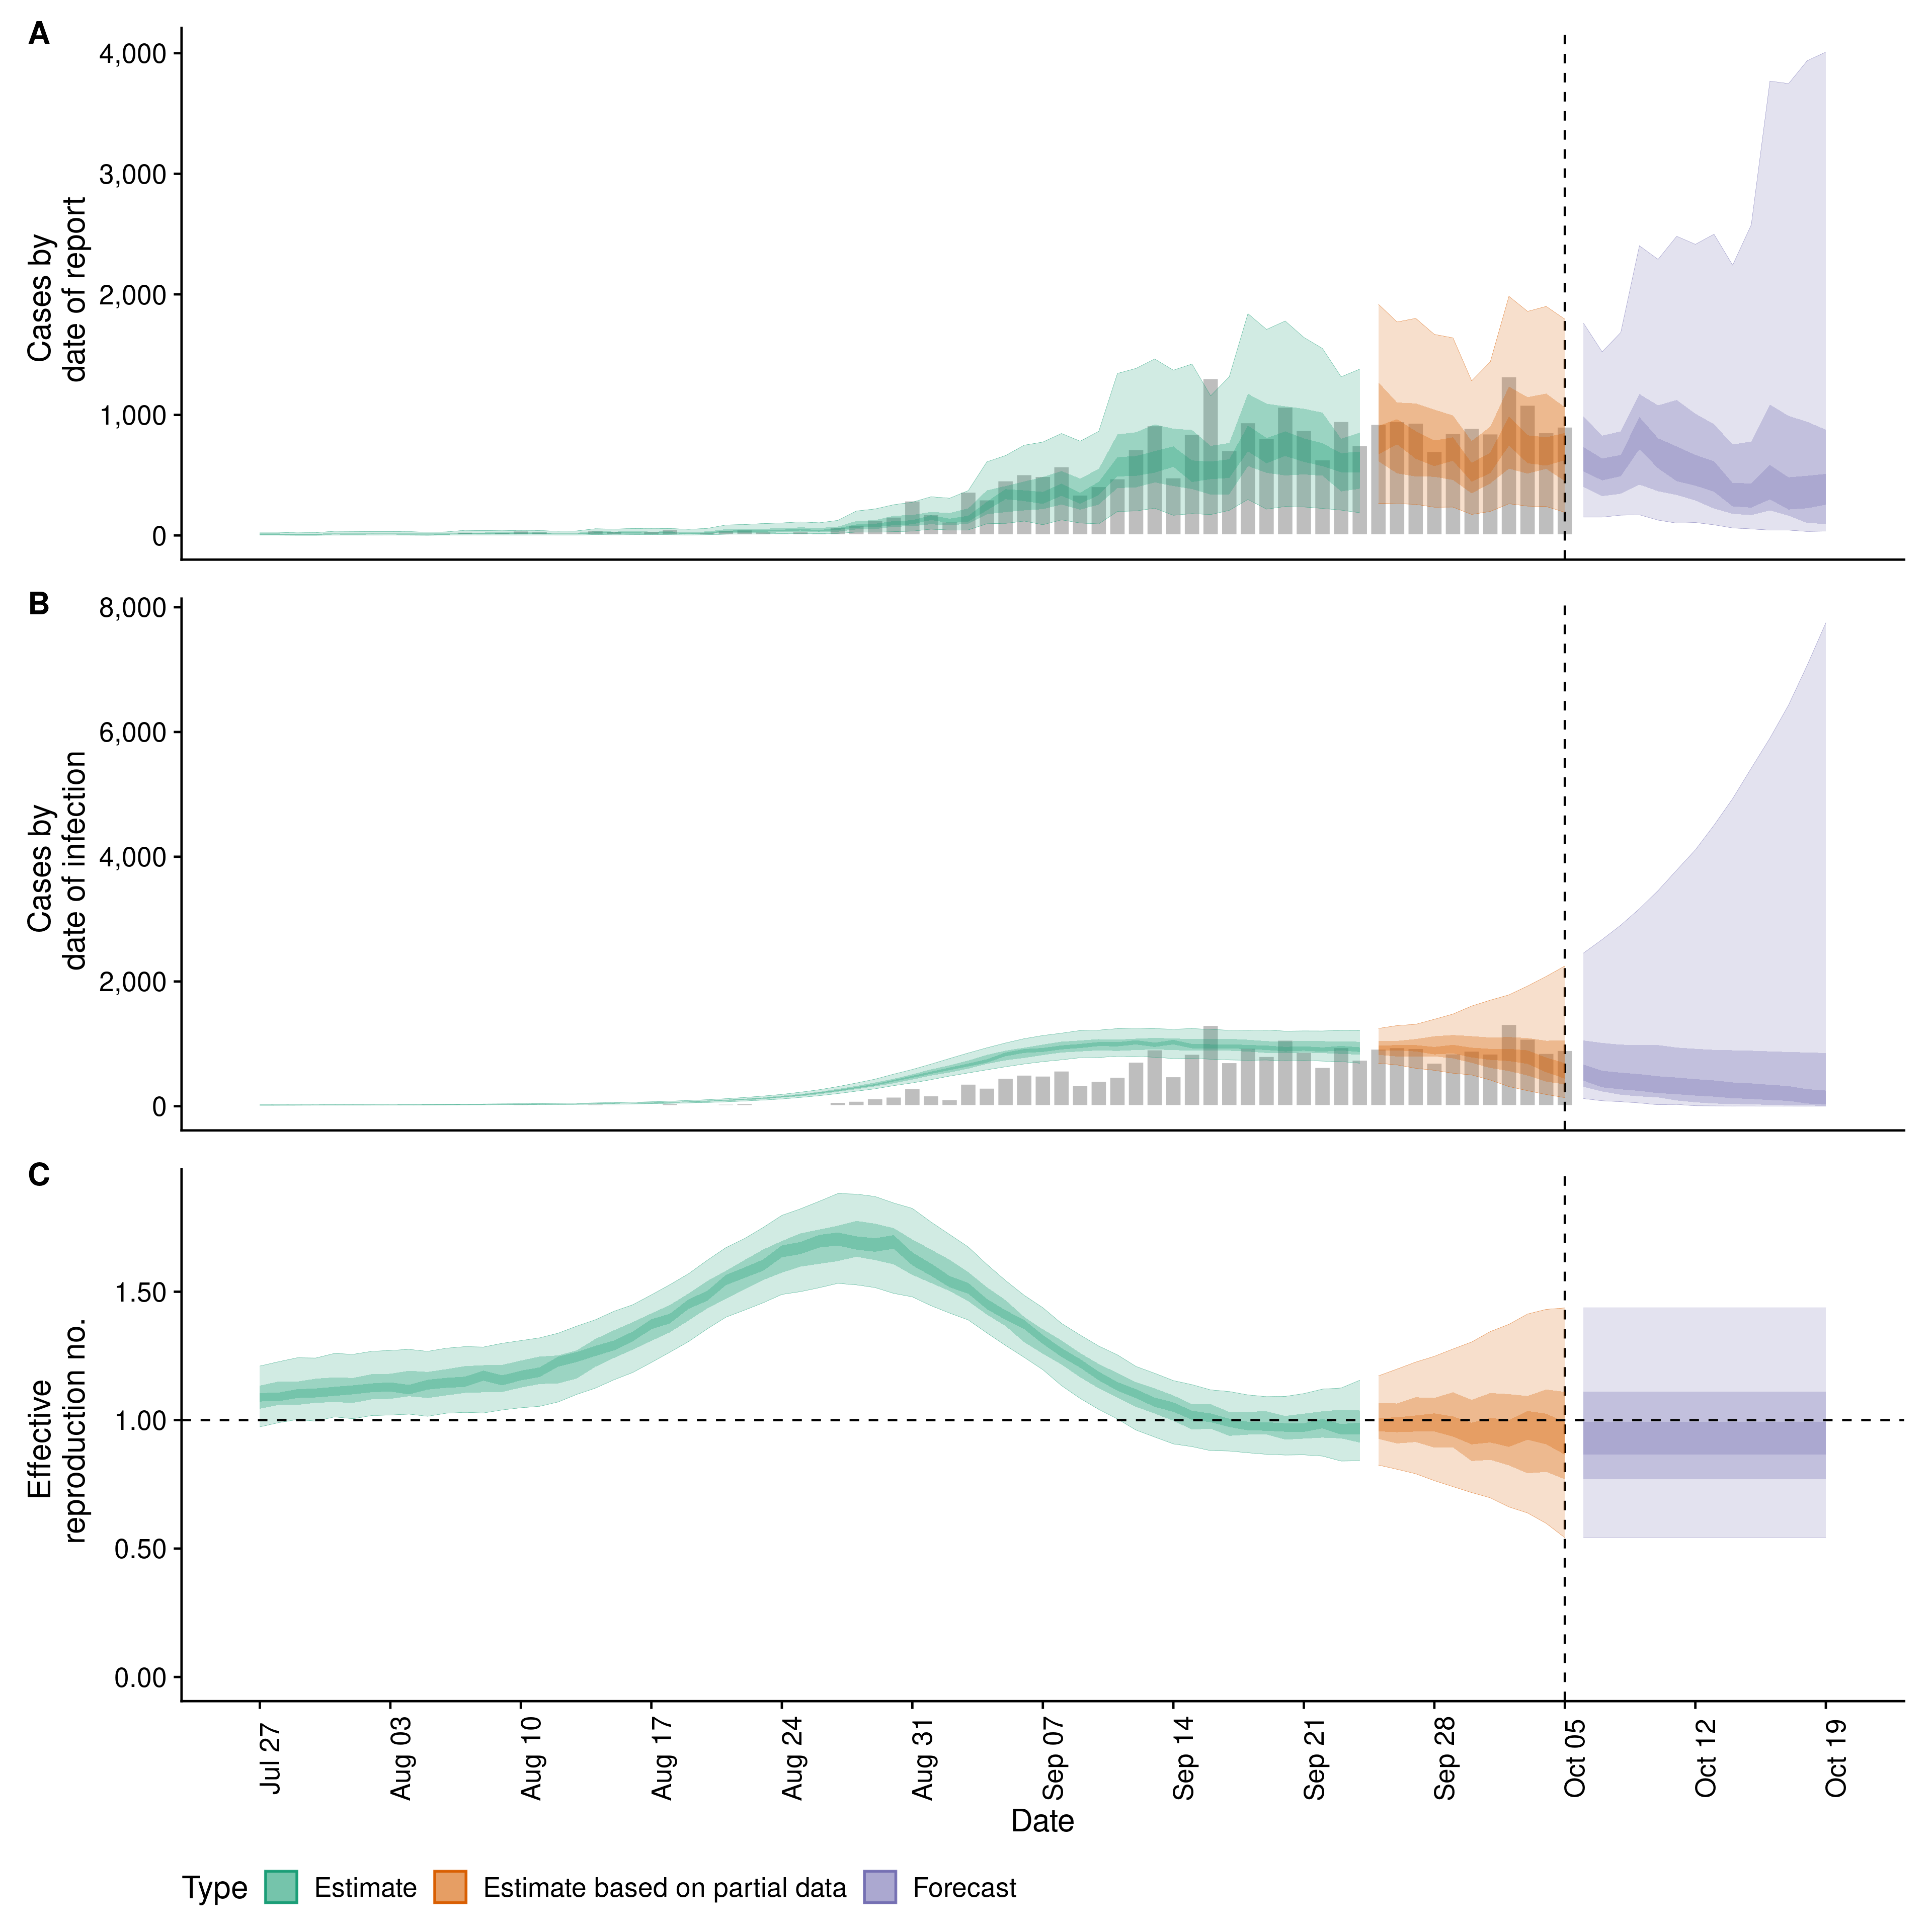 A
4,000
3,000
2,000
1,000
0
Cases by
date of report
B
8,000
6,000
4,000
2,000
0
Cases by
date of infection
C
1.50
1.00
0.50
0.00
Effective
reproduction no.
Jul 27
Aug 03
Aug 10
Aug 17
Aug 24
Aug 31
Sep 07
Sep 14
Sep 21
Sep 28
Oct 05
Oct 12
Oct 19
Date
Type
Estimate
Estimate based on partial data
Forecast